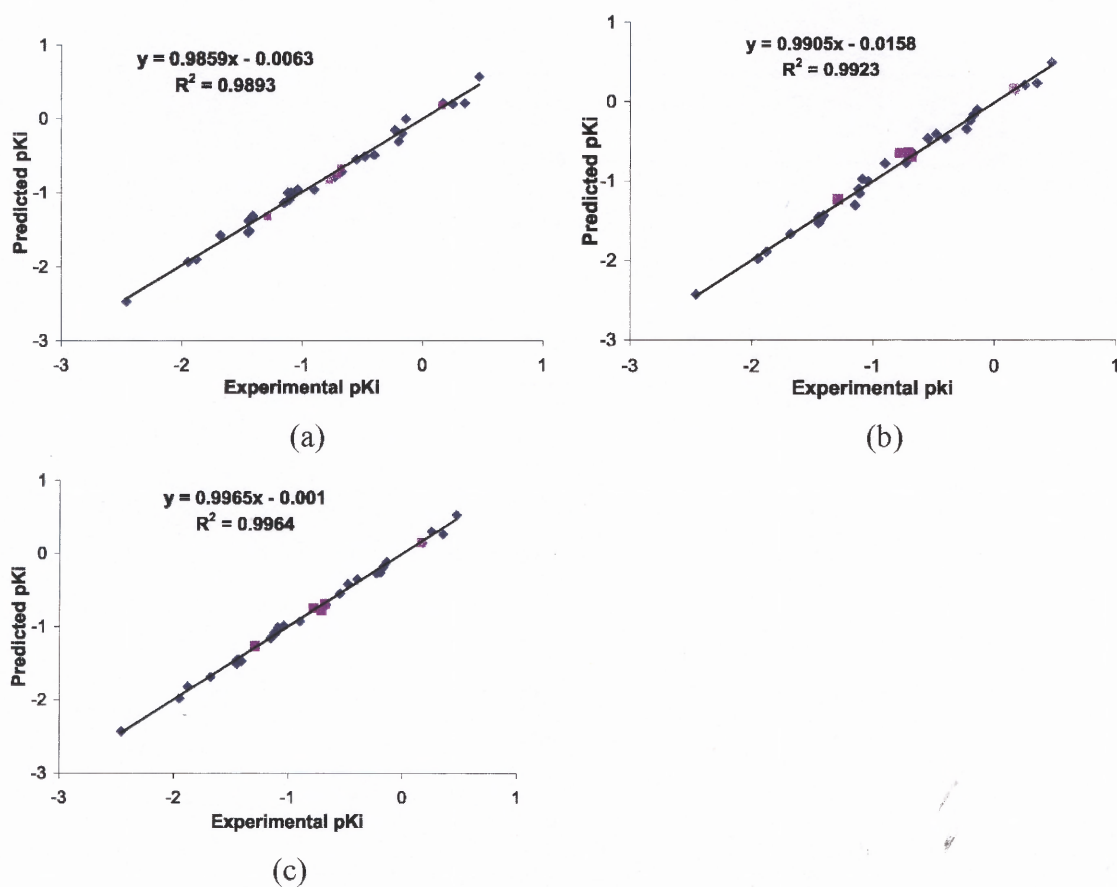 y = 0.9859x - 0.0063
R² = 0.9893
1
0
-1
-2
-3
Predicted pKi
-3
-2
-1
0
1
Experimental pKi
(a)
y = 0.9905x - 0.0158
R² = 0.9923
1
0
-1
-2
-3
Predicted pKi
-3
-2
-1
0
1
Experimental pki
(b)
y = 0.9965x - 0.001
R² = 0.9964
1
0
-1
-2
-3
Predicted pKi
-3
-2
-1
0
1
Experimental pKi
(c)